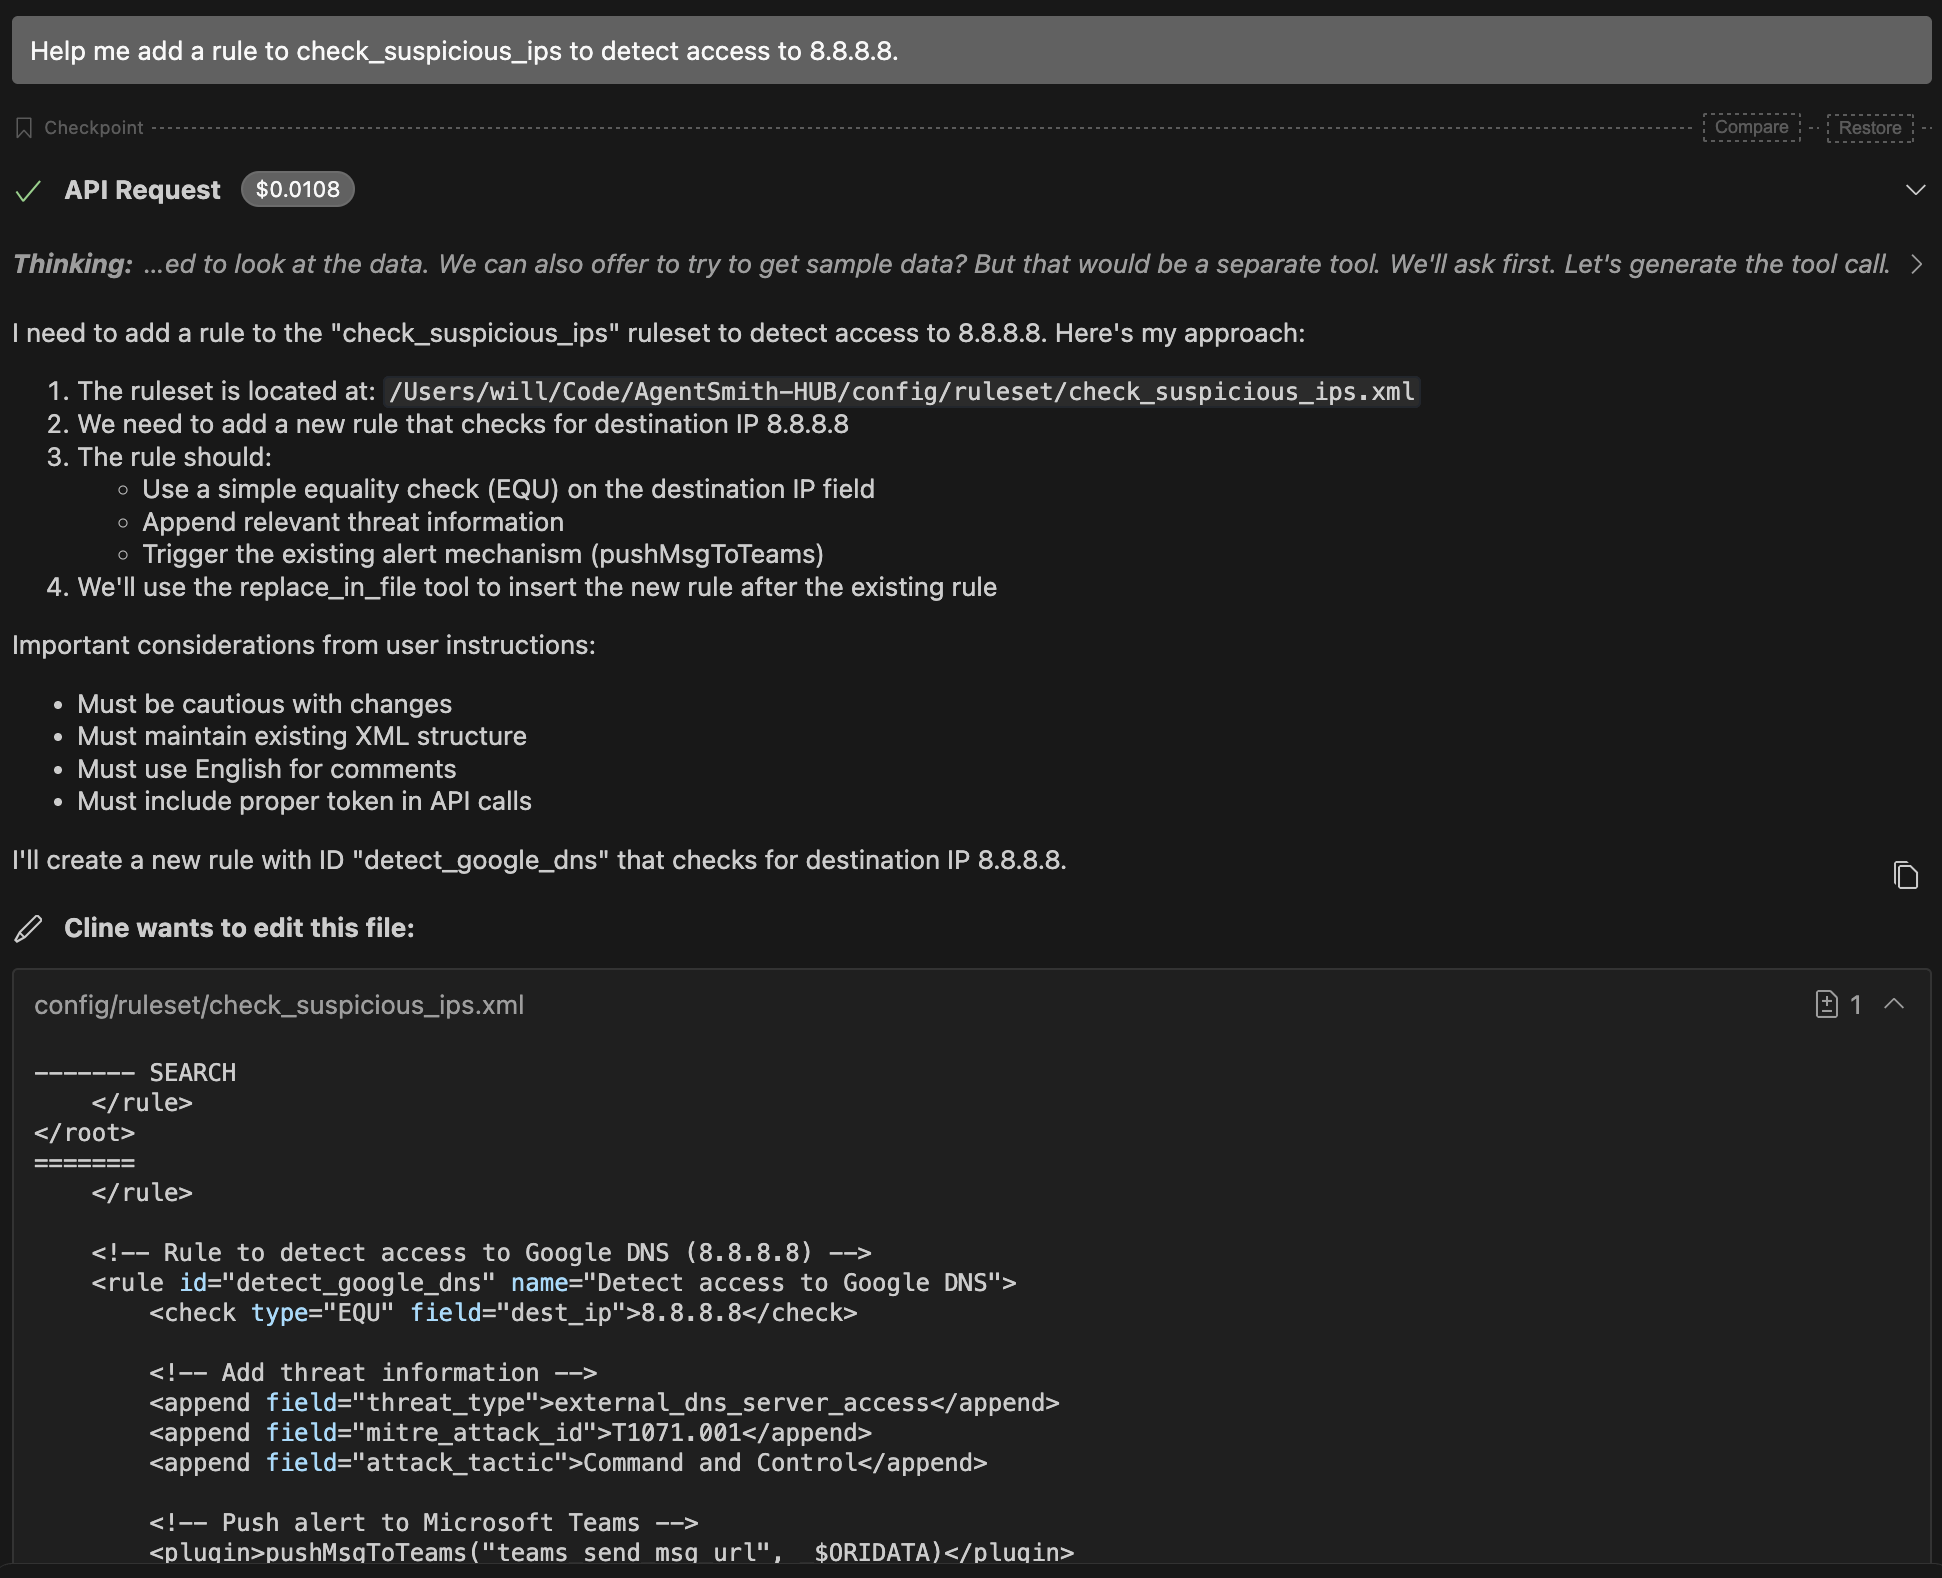 Help me add a rule to check_suspicious_ips to detect access to 8.8.8.8.
Checkpoint Compare Restore
API Request $0.0108
Thinking: ...ed to look at the data. We can also offer to try to get sample data? But that would be a separate tool. We'll ask first. Let's generate the tool call.
I need to add a rule to the "check_suspicious_ips" ruleset to detect access to 8.8.8.8. Here's my approach:
1. The ruleset is located at: /Users/will/Code/AgentSmith-HUB/config/ruleset/check_suspicious_ips.xml
2. We need to add a new rule that checks for destination IP 8.8.8.8
3. The rule should:
◦ Use a simple equality check (EQU) on the destination IP field
◦ Append relevant threat information
◦ Trigger the existing alert mechanism (pushMsgToTeams)
4. We'll use the replace_in_file tool to insert the new rule after the existing rule
Important considerations from user instructions:
• Must be cautious with changes
• Must maintain existing XML structure
• Must use English for comments
• Must include proper token in API calls
I'll create a new rule with ID "detect_google_dns" that checks for destination IP 8.8.8.8.
Cline wants to edit this file:
config/ruleset/check_suspicious_ips.xml 1
------- SEARCH
    </rule>
</root>
=======
    </rule>
    <!-- Rule to detect access to Google DNS (8.8.8.8) -->
    <rule id="detect_google_dns" name="Detect access to Google DNS">
        <check type="EQU" field="dest_ip">8.8.8.8</check>
        <!-- Add threat information -->
        <append field="threat_type">external_dns_server_access</append>
        <append field="mitre_attack_id">T1071.001</append>
        <append field="attack_tactic">Command and Control</append>
        <!-- Push alert to Microsoft Teams -->
        <plugin>pushMsgToTeams("teams_send_msg_url", _$ORIDATA)</plugin>